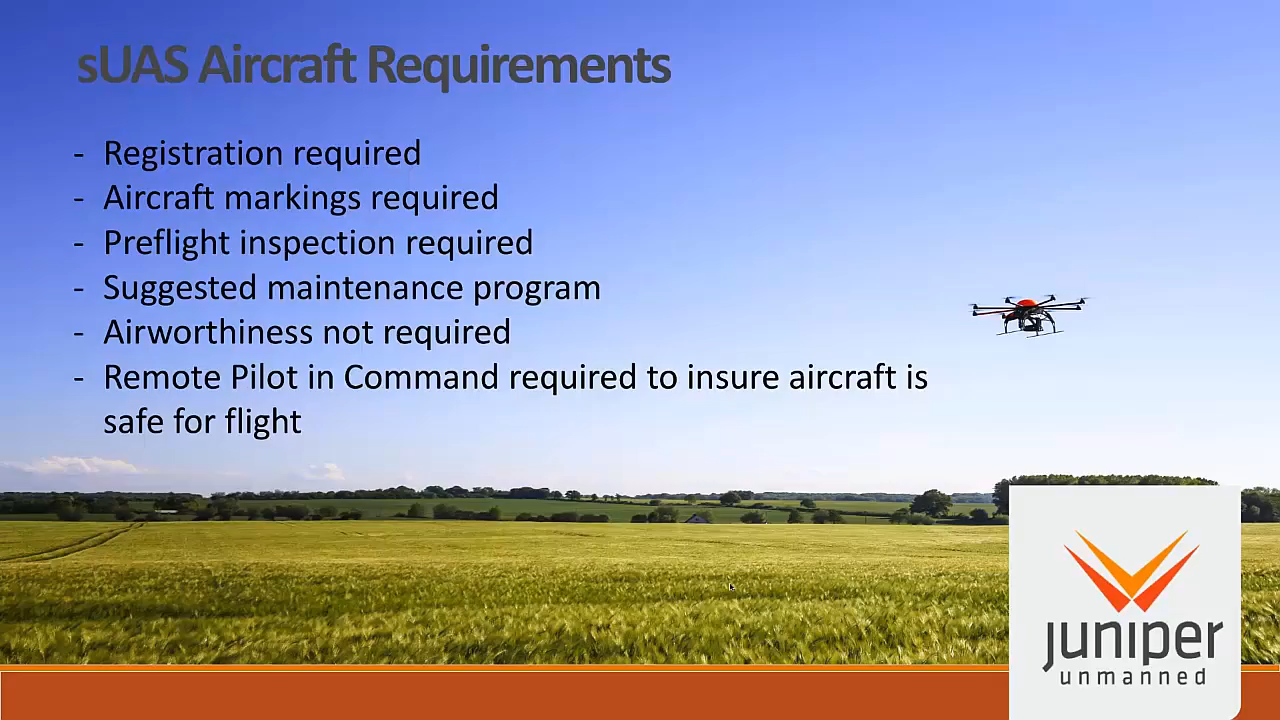 sUAS Aircraft Requirements
- Registration required
- Aircraft markings required
- Preflight inspection required
- Suggested maintenance program
- Airworthiness not required
- Remote Pilot in Command required to insure aircraft is
safe for flight
juniper
unmanned